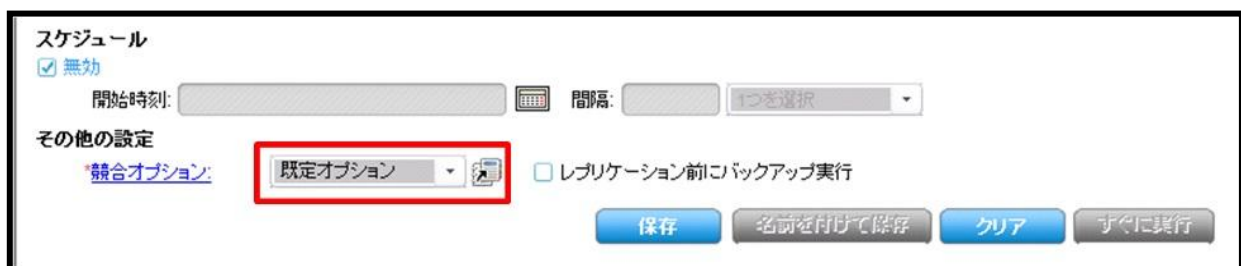 スケジュール
無効
開始時刻: 間隔: 1つを選択
その他の設定
*競合オプション: 既定オプション レプリケーション前にバックアップ実行
保存 名前を付けて保存 クリア すぐに実行